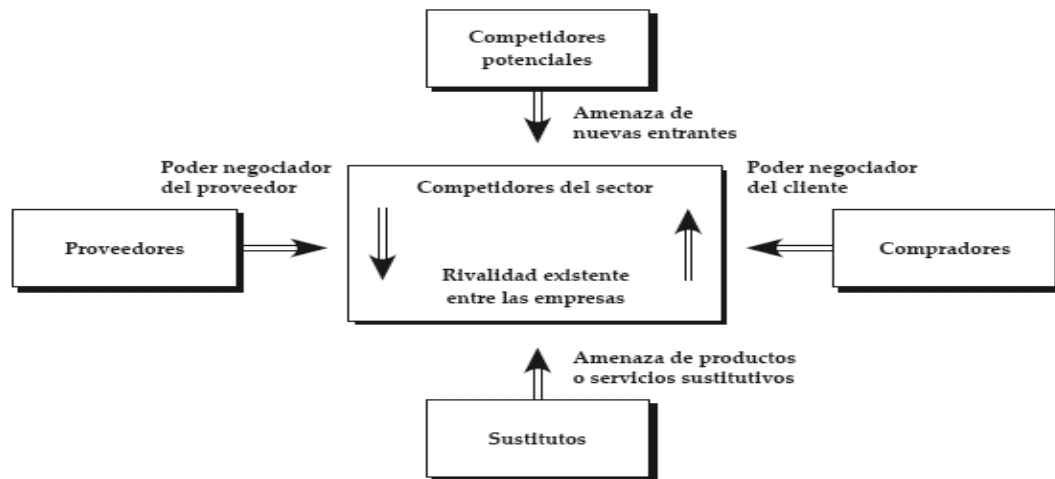 Competidores
potenciales
Amenaza de
nuevas entrantes
Poder negociador
del proveedor
Poder negociador
del cliente
Competidores del sector
Proveedores
Compradores
Rivalidad existente
entre las empresas
Amenaza de productos
o servicios sustitutivos
Sustitutos